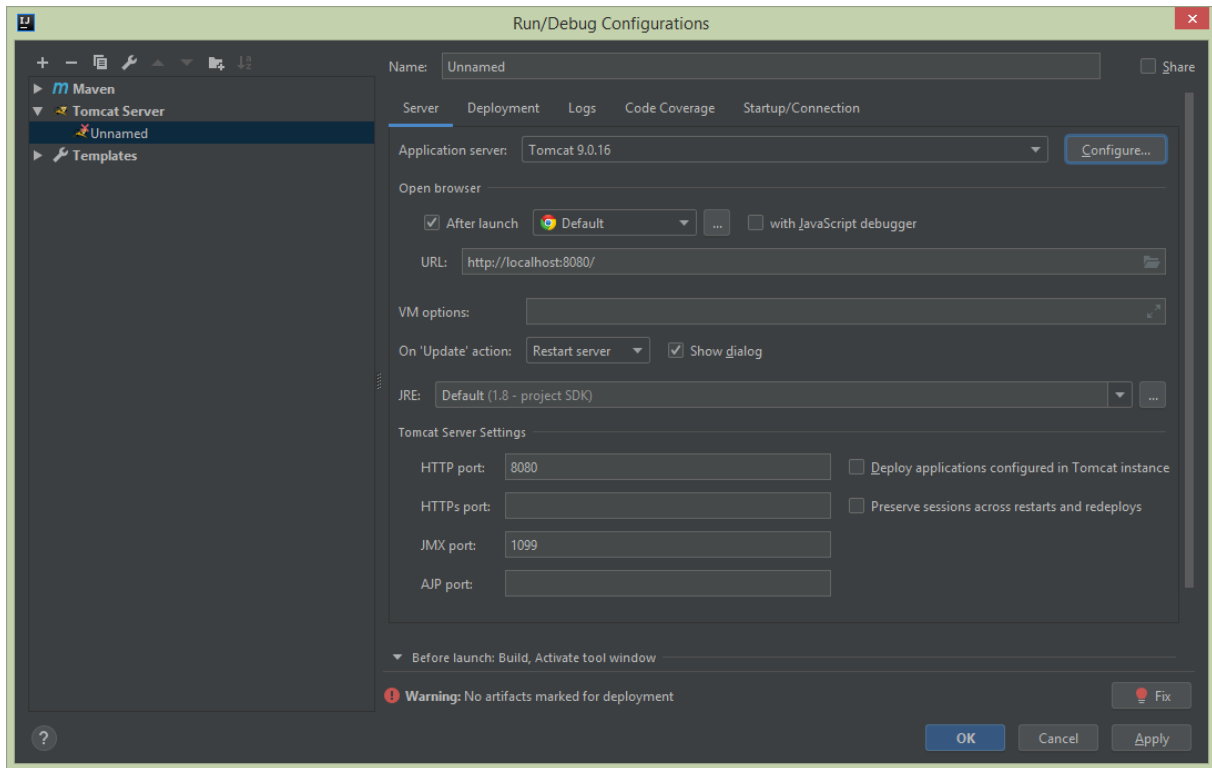 Run/Debug Configurations
Name: Unnamed Share
Maven
Tomcat Server
Unnamed
Templates
Server Deployment Logs Code Coverage Startup/Connection
Application server: Tomcat 9.0.16 Configure...
Open browser
After launch Default ... with JavaScript debugger
URL: http://localhost:8080/
VM options:
On 'Update' action: Restart server Show dialog
JRE: Default (1.8 - project SDK) ...
Tomcat Server Settings
HTTP port: 8080 Deploy applications configured in Tomcat instance
HTTPs port: Preserve sessions across restarts and redeploys
JMX port: 1099
AJP port:
Before launch: Build, Activate tool window
Warning: No artifacts marked for deployment Fix
? OK Cancel Apply